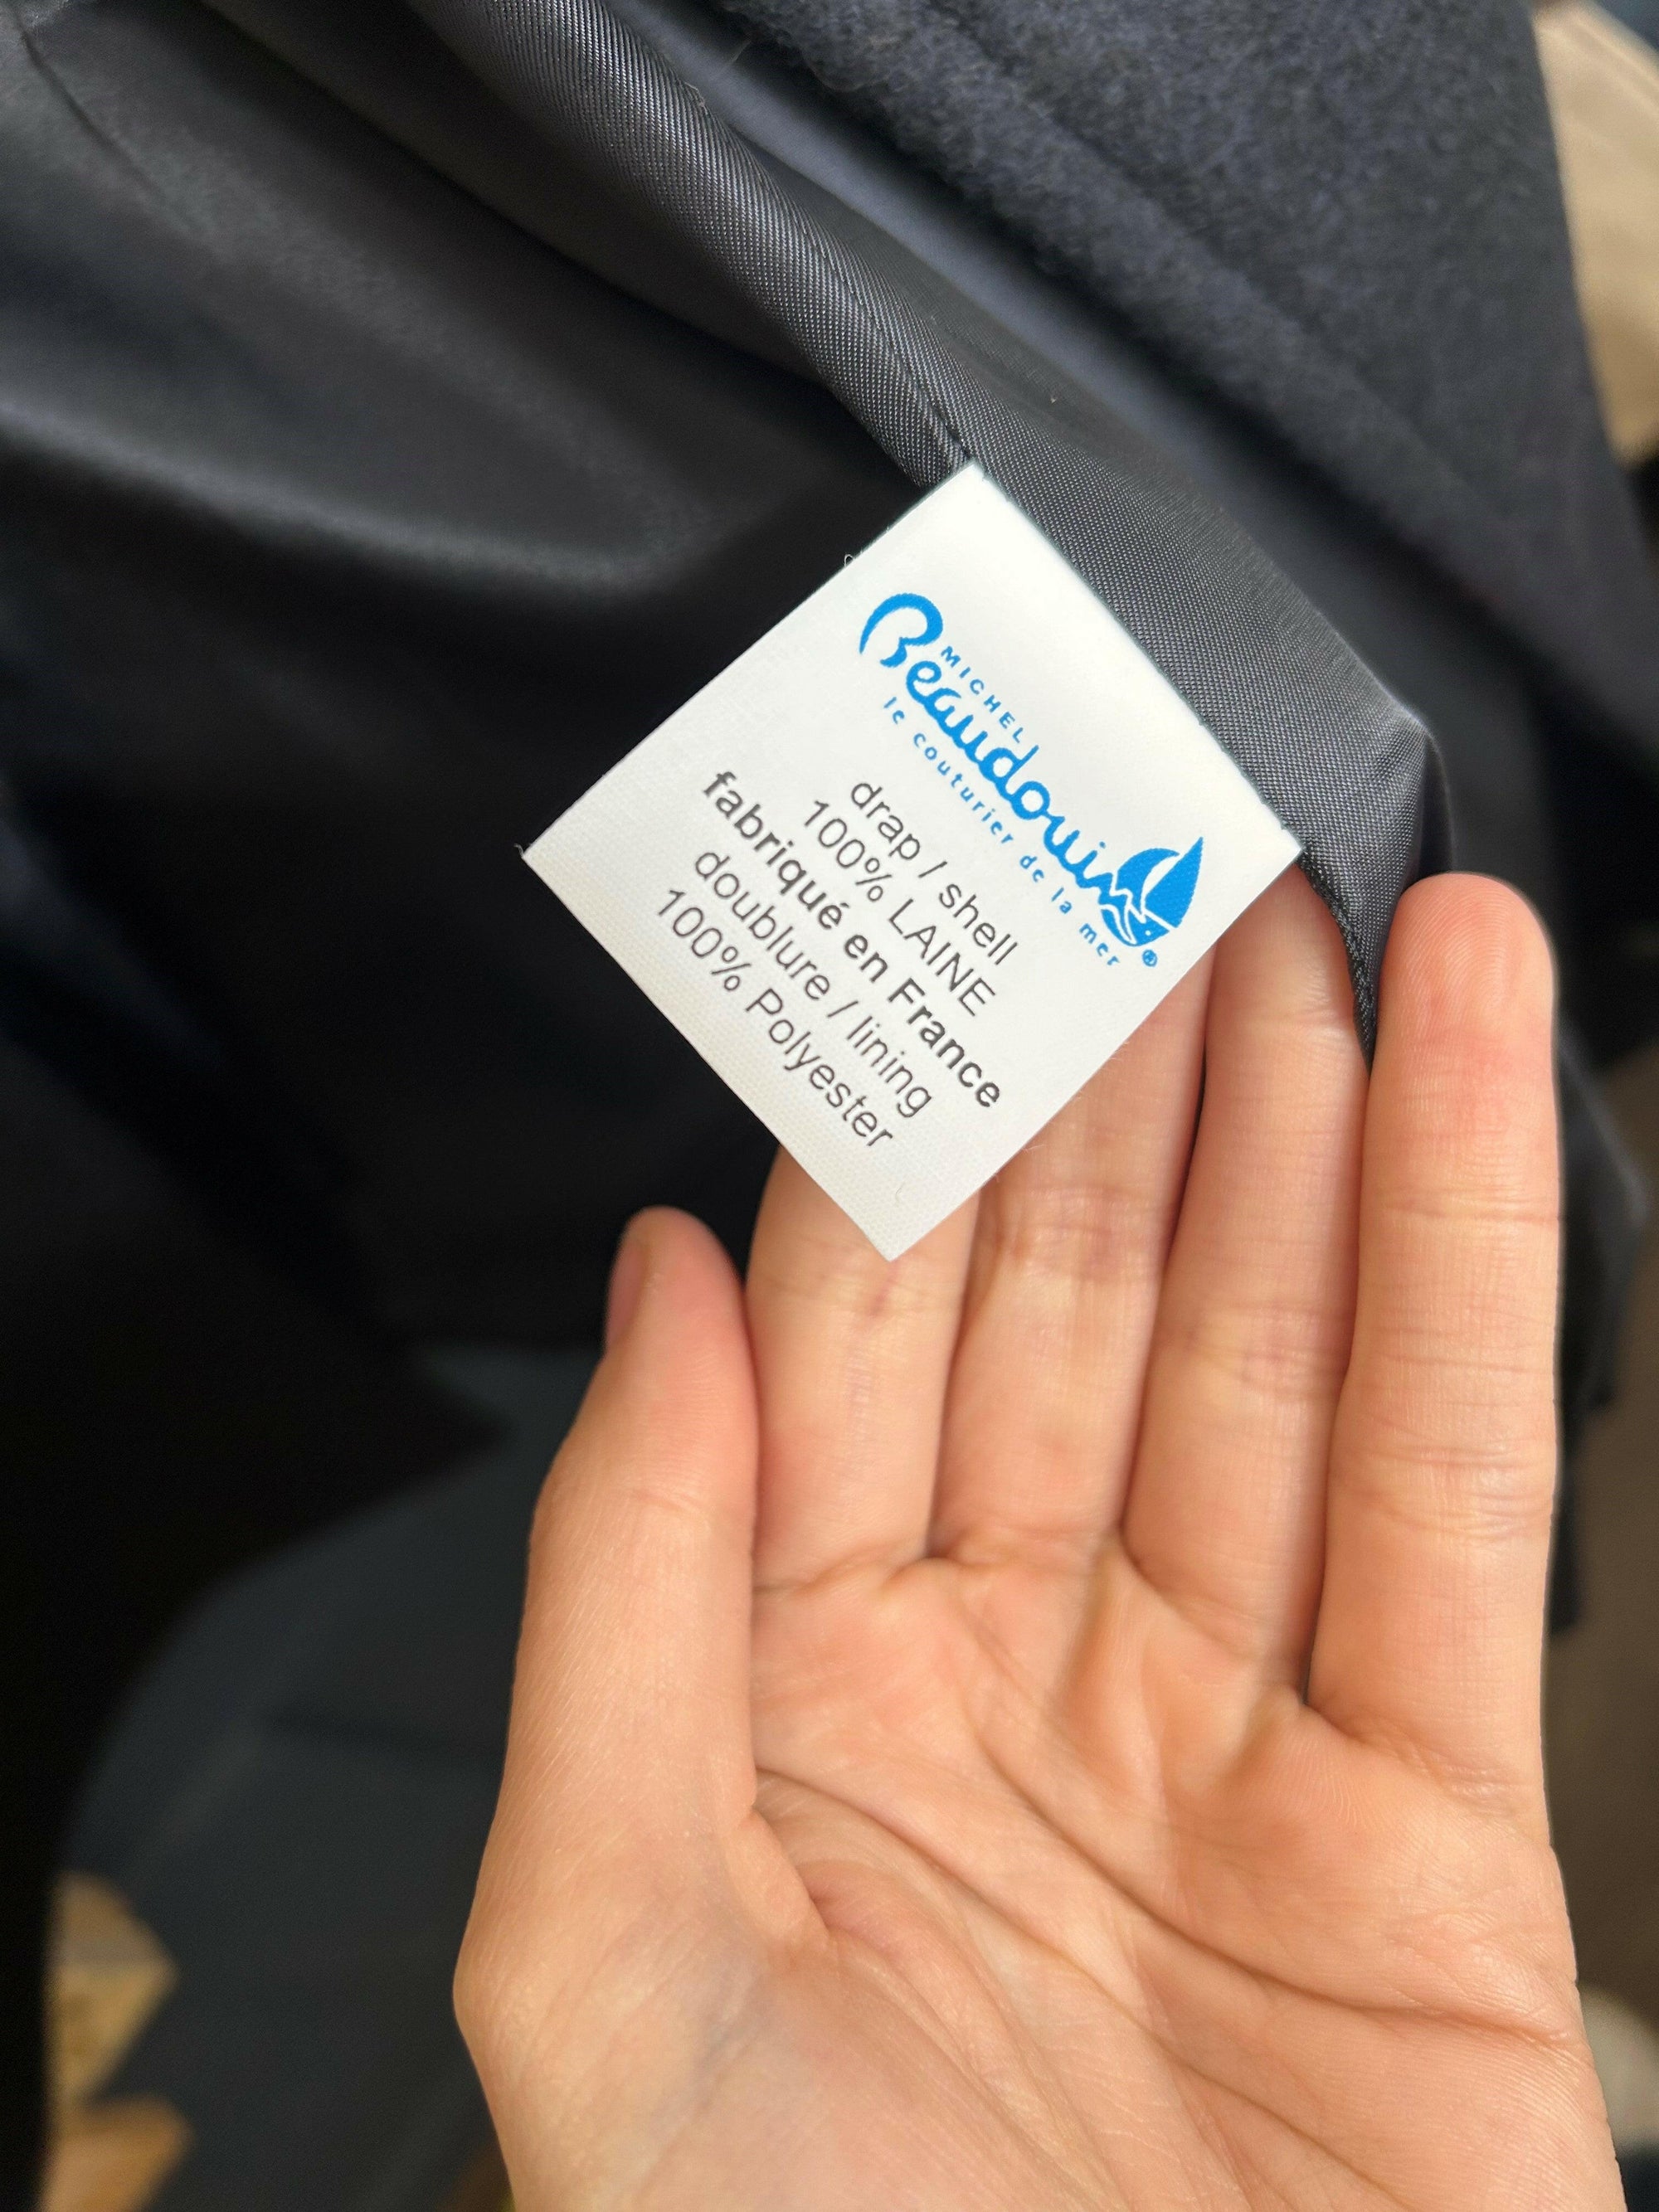 MICHEL
Beaudouin
le couturier de la mer ®
drap / shell
100% LAINE
fabriqué en France
doublure / lining
100% Polyester